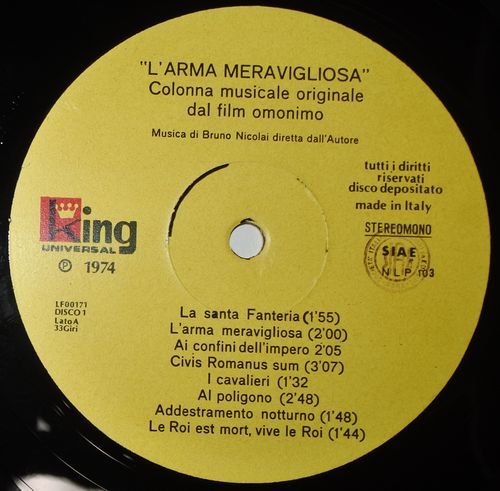 "L'ARMA MERAVIGLIOSA"
Colonna musicale originale
dal film omonimo
Musica di Bruno Nicolai diretta dall'Autore
tutti i diritti
riservati
disco depositato
made in Italy
king
UNIVERSAL
℗ 1974
STEREOMONO
SIAE
NLP 103
LF00171
DISCO 1
Lato A
33Giri
La santa Fanteria (1'55)
L'arma meravigliosa (2'00)
Ai confini dell'impero 2'05
Civis Romanus sum (3'07)
I cavalieri (1'32
Al poligono (2'48)
Addestramento notturno (1'48)
Le Roi est mort, vive le Roi (1'44)